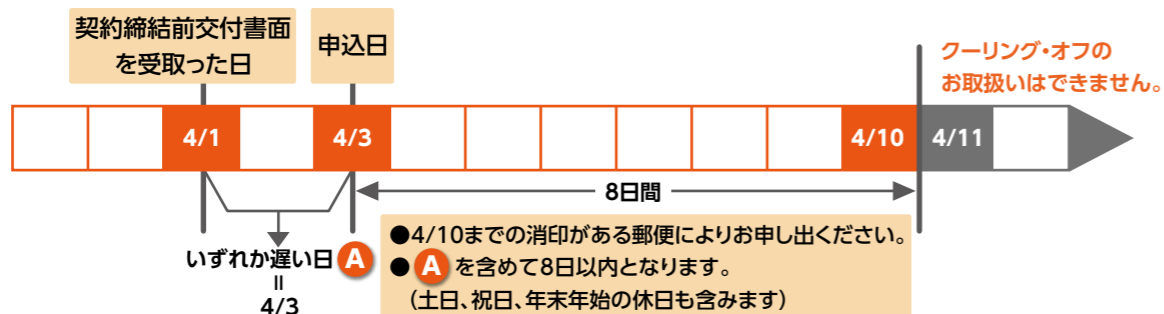 契約締結前交付書面
を受取った日
申込日
クーリング・オフの
お取扱いはできません。
4/1
4/3
4/10
4/11
8日間
いずれか遅い日 A
=
4/3
●4/10までの消印がある郵便によりお申し出ください。
● A を含めて8日以内となります。
(土日、祝日、年末年始の休日も含みます)